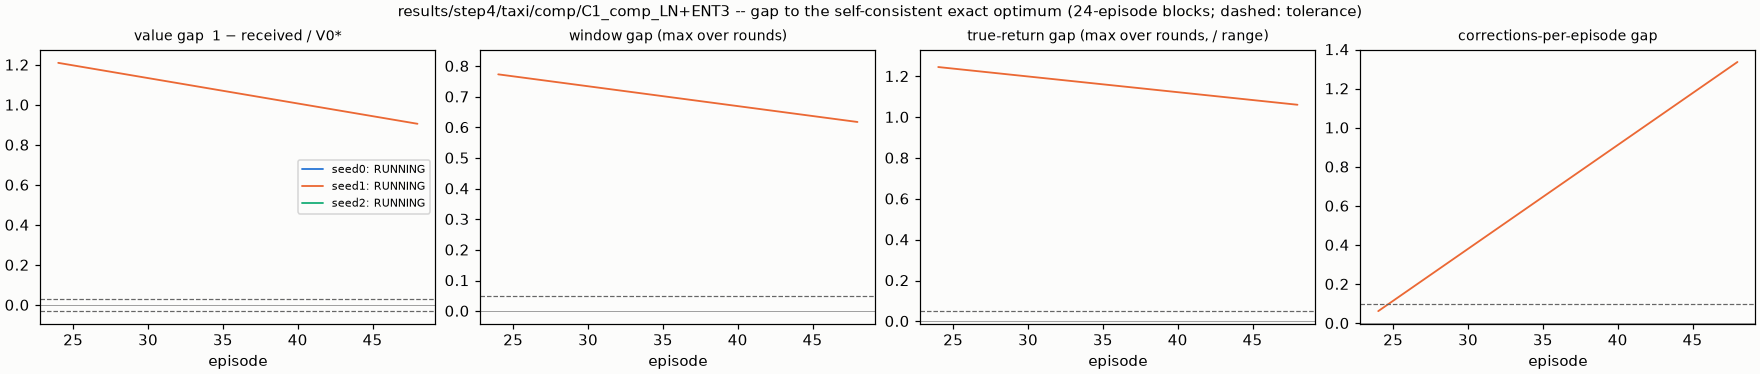 results/step4/taxi/comp/C1_comp_LN+ENT3 -- gap to the self-consistent exact optimum (24-episode blocks; dashed: tolerance)
value gap  1 − received / V0*
1.2
1.0
0.8
0.6
0.4
0.2
0.0
seed0: RUNNING
seed1: RUNNING
seed2: RUNNING
25 30 35 40 45
episode
window gap (max over rounds)
0.8
0.7
0.6
0.5
0.4
0.3
0.2
0.1
0.0
25 30 35 40 45
episode
true-return gap (max over rounds, / range)
1.2
1.0
0.8
0.6
0.4
0.2
0.0
25 30 35 40 45
episode
corrections-per-episode gap
1.4
1.2
1.0
0.8
0.6
0.4
0.2
0.0
25 30 35 40 45
episode